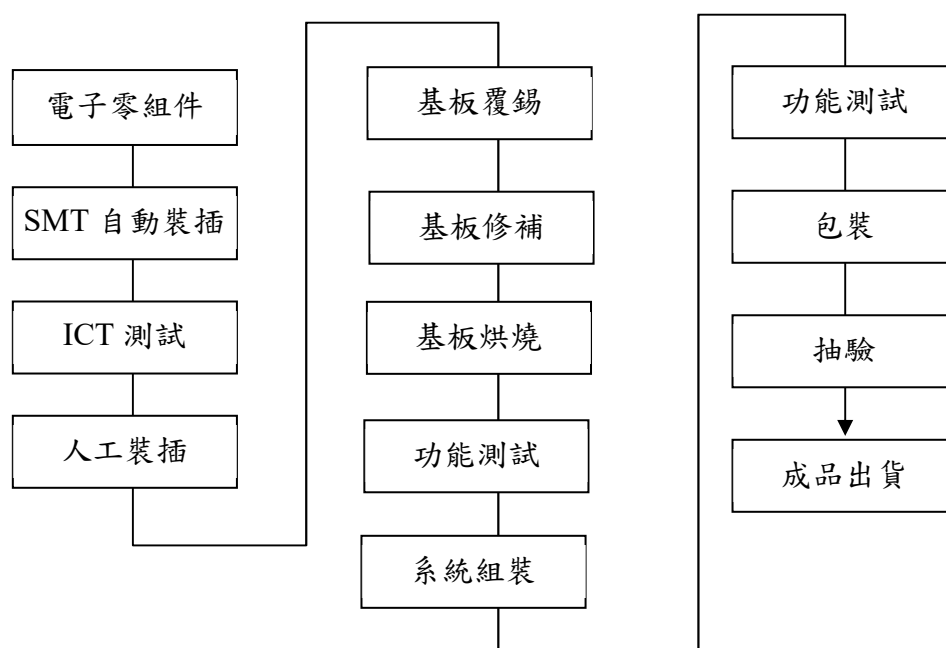 電子零組件
SMT 自動裝插
ICT 測試
人工裝插
基板覆錫
基板修補
基板烘燒
功能測試
系統組裝
功能測試
包裝
抽驗
成品出貨